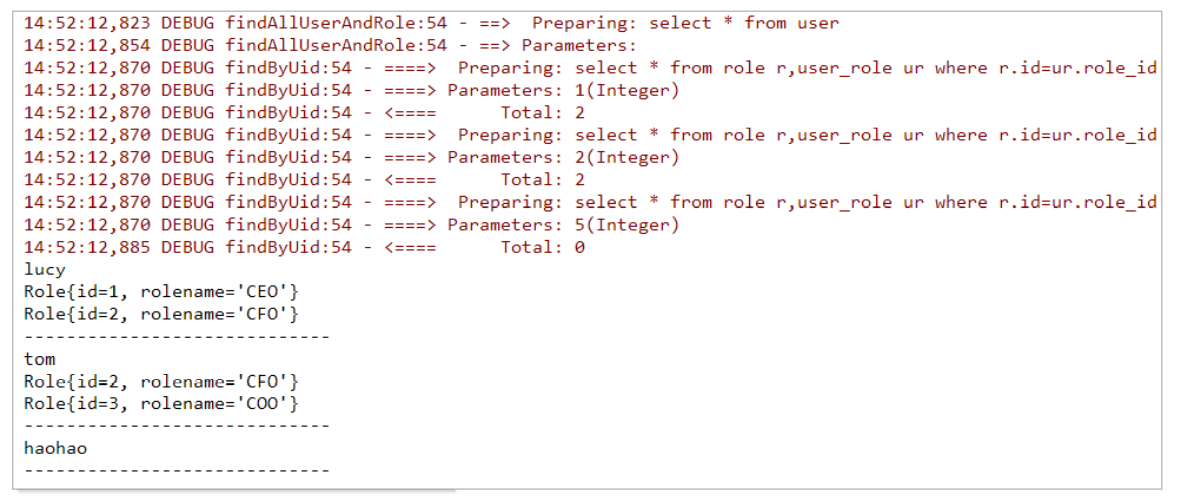 14:52:12,823 DEBUG findAllUserAndRole:54 - ==>  Preparing: select * from user
14:52:12,854 DEBUG findAllUserAndRole:54 - ==> Parameters:
14:52:12,870 DEBUG findByUid:54 - ====>  Preparing: select * from role r,user_role ur where r.id=ur.role_id
14:52:12,870 DEBUG findByUid:54 - ====> Parameters: 1(Integer)
14:52:12,870 DEBUG findByUid:54 - <====      Total: 2
14:52:12,870 DEBUG findByUid:54 - ====>  Preparing: select * from role r,user_role ur where r.id=ur.role_id
14:52:12,870 DEBUG findByUid:54 - ====> Parameters: 2(Integer)
14:52:12,870 DEBUG findByUid:54 - <====      Total: 2
14:52:12,870 DEBUG findByUid:54 - ====>  Preparing: select * from role r,user_role ur where r.id=ur.role_id
14:52:12,870 DEBUG findByUid:54 - ====> Parameters: 5(Integer)
14:52:12,885 DEBUG findByUid:54 - <====      Total: 0
lucy
Role{id=1, rolename='CEO'}
Role{id=2, rolename='CFO'}
-----------------------------
tom
Role{id=2, rolename='CFO'}
Role{id=3, rolename='COO'}
-----------------------------
haohao
-----------------------------